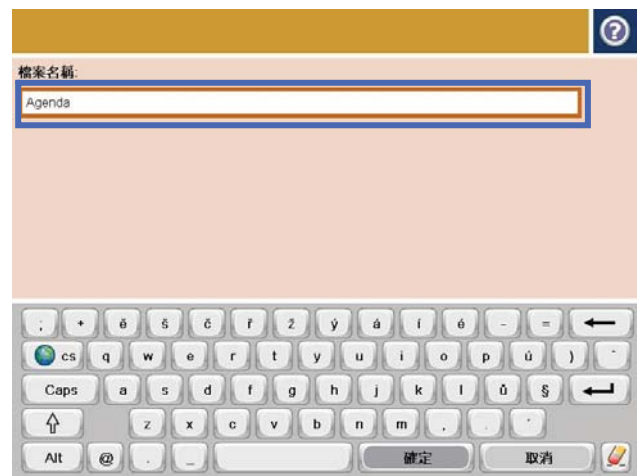 ?
檔案名稱:
Agenda
; + ě š č ř ž ý á í é - =
cs q w e r t y u i o p ú )
Caps a s d f g h j k l ů §
z x c v b n m , .
Alt @ . _ 確定 取消